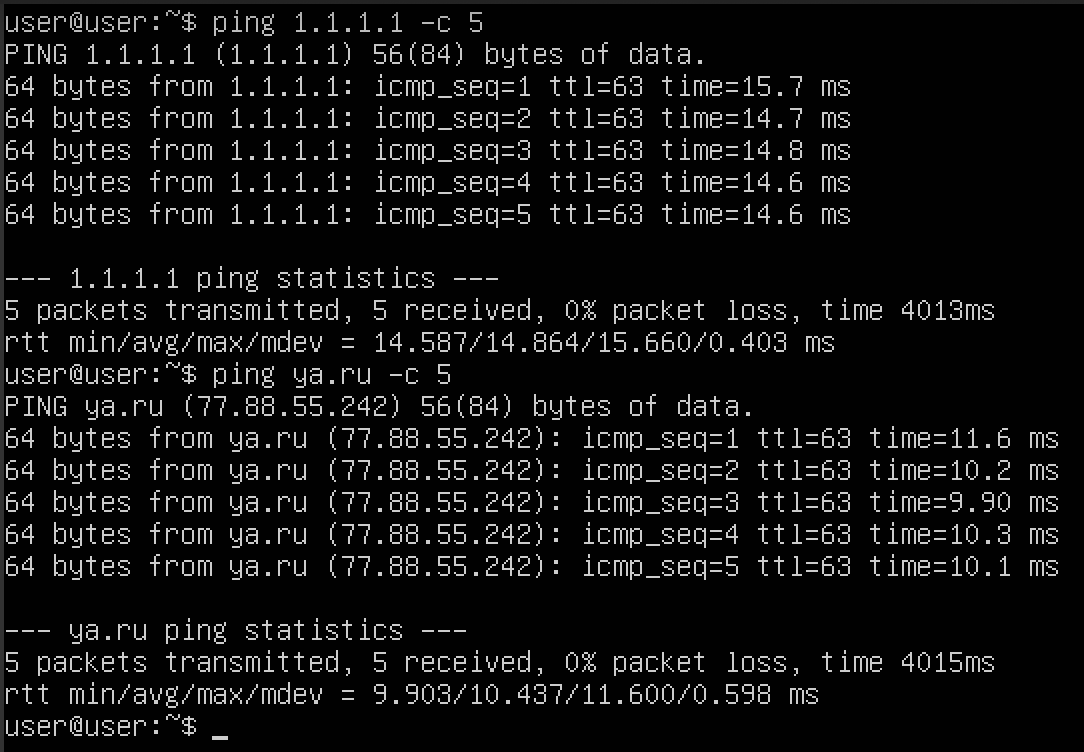 user@user:~$ ping 1.1.1.1 -c 5
PING 1.1.1.1 (1.1.1.1) 56(84) bytes of data.
64 bytes from 1.1.1.1: icmp_seq=1 ttl=63 time=15.7 ms
64 bytes from 1.1.1.1: icmp_seq=2 ttl=63 time=14.7 ms
64 bytes from 1.1.1.1: icmp_seq=3 ttl=63 time=14.8 ms
64 bytes from 1.1.1.1: icmp_seq=4 ttl=63 time=14.6 ms
64 bytes from 1.1.1.1: icmp_seq=5 ttl=63 time=14.6 ms

--- 1.1.1.1 ping statistics ---
5 packets transmitted, 5 received, 0% packet loss, time 4013ms
rtt min/avg/max/mdev = 14.587/14.864/15.660/0.403 ms
user@user:~$ ping ya.ru -c 5
PING ya.ru (77.88.55.242) 56(84) bytes of data.
64 bytes from ya.ru (77.88.55.242): icmp_seq=1 ttl=63 time=11.6 ms
64 bytes from ya.ru (77.88.55.242): icmp_seq=2 ttl=63 time=10.2 ms
64 bytes from ya.ru (77.88.55.242): icmp_seq=3 ttl=63 time=9.90 ms
64 bytes from ya.ru (77.88.55.242): icmp_seq=4 ttl=63 time=10.3 ms
64 bytes from ya.ru (77.88.55.242): icmp_seq=5 ttl=63 time=10.1 ms

--- ya.ru ping statistics ---
5 packets transmitted, 5 received, 0% packet loss, time 4015ms
rtt min/avg/max/mdev = 9.903/10.437/11.600/0.598 ms
user@user:~$ _